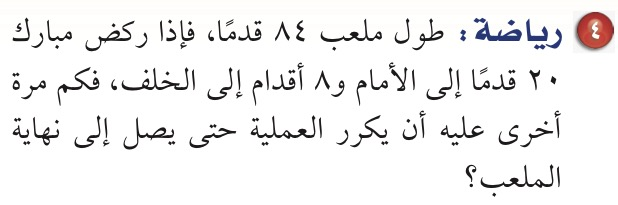 ٤ رياضة: طول ملعب ٨٤ قدمًا، فإذا ركض مبارك
٢٠ قدمًا إلى الأمام و٨ أقدام إلى الخلف، فكم مرة
أخرى عليه أن يكرر العملية حتى يصل إلى نهاية
الملعب؟